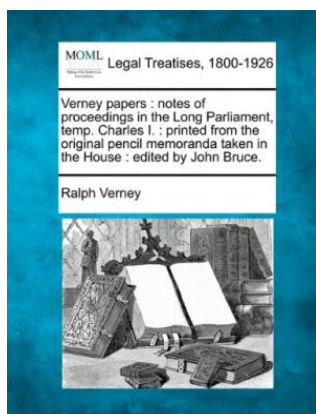 MOML
Legal Treatises, 1800-1926
Verney papers : notes of
proceedings in the Long Parliament,
temp. Charles I. : printed from the
original pencil memoranda taken in
the House : edited by John Bruce.
Ralph Verney